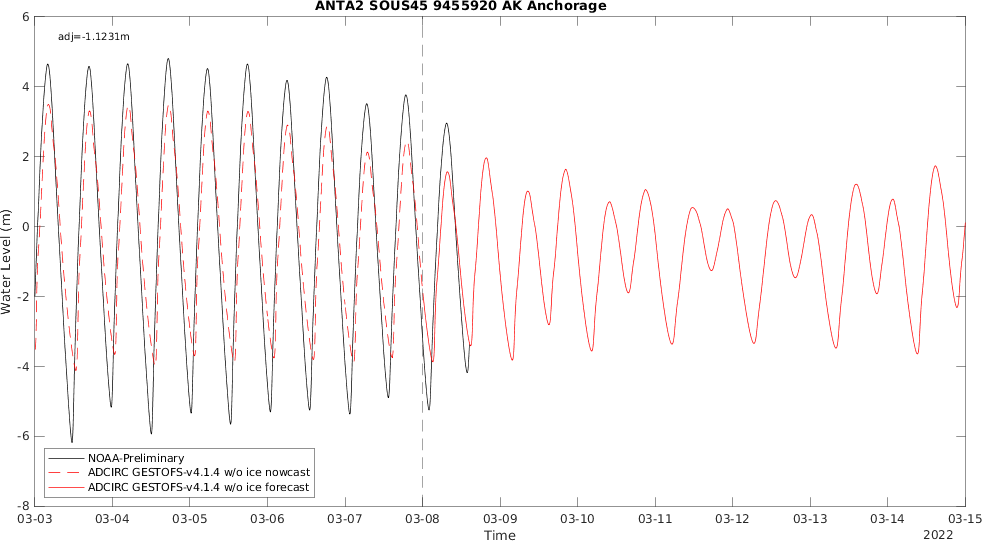 ANTA2 SOUS45 9455920 AK Anchorage
adj=-1.1231m
6
4
2
0
-2
-4
-6
-8
Water Level (m)
NOAA-Preliminary
ADCIRC GESTOFS-v4.1.4 w/o ice nowcast
ADCIRC GESTOFS-v4.1.4 w/o ice forecast
03-03 03-04 03-05 03-06 03-07 03-08 03-09 03-10 03-11 03-12 03-13 03-14 03-15
Time
2022